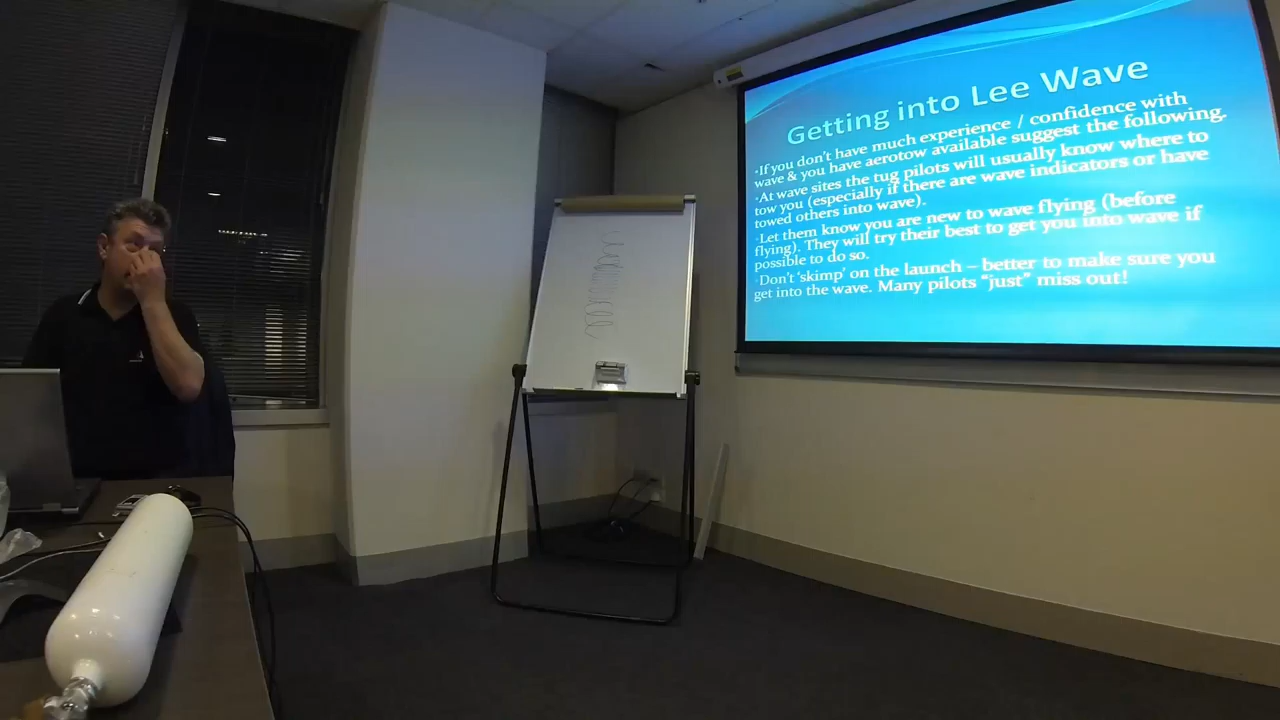 Getting into Lee Wave
•If you don't have much experience / confidence with
wave & you have aerotow available suggest the following.
•At wave sites the tug pilots will usually know where to
tow you (especially if there are wave indicators or have
towed others into wave).
•Let them know you are new to wave flying (before
flying). They will try their best to get you into wave if
possible to do so.
•Don't 'skimp' on the launch – better to make sure you
get into the wave. Many pilots "just" miss out!